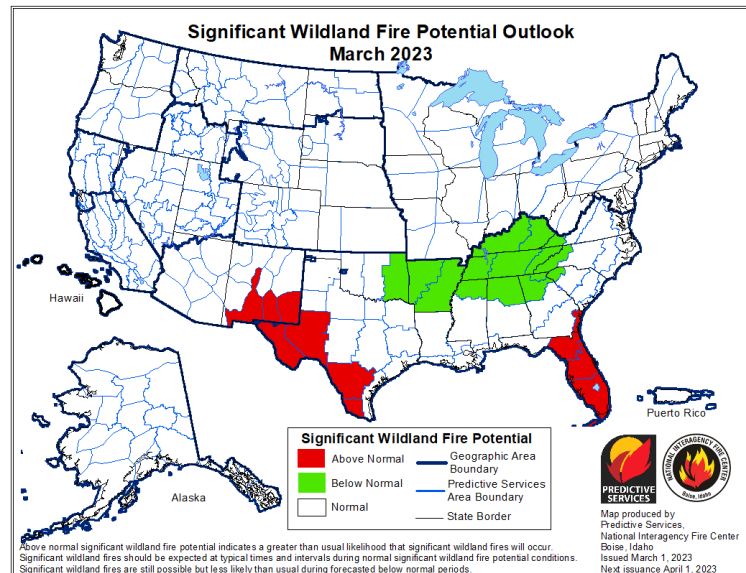 Significant Wildland Fire Potential Outlook
March 2023
Hawaii
Puerto Rico
Alaska
Significant Wildland Fire Potential
Above Normal
Below Normal
Normal
Geographic Area
Boundary
Predictive Services
Area Boundary
State Border
PREDICTIVE
SERVICES
NATIONAL INTERAGENCY FIRE CENTER
Boise, Idaho
Map produced by
Predictive Services,
National Interagency Fire Center
Boise, Idaho
Issued March 1, 2023
Next issuance April 1, 2023
Above normal significant wildland fire potential indicates a greater than usual likelihood that significant wildland fires will occur.
Significant wildland fires should be expected at typical times and intervals during normal significant wildland fire potential conditions.
Significant wildland fires are still possible but less likely than usual during forecasted below normal periods.